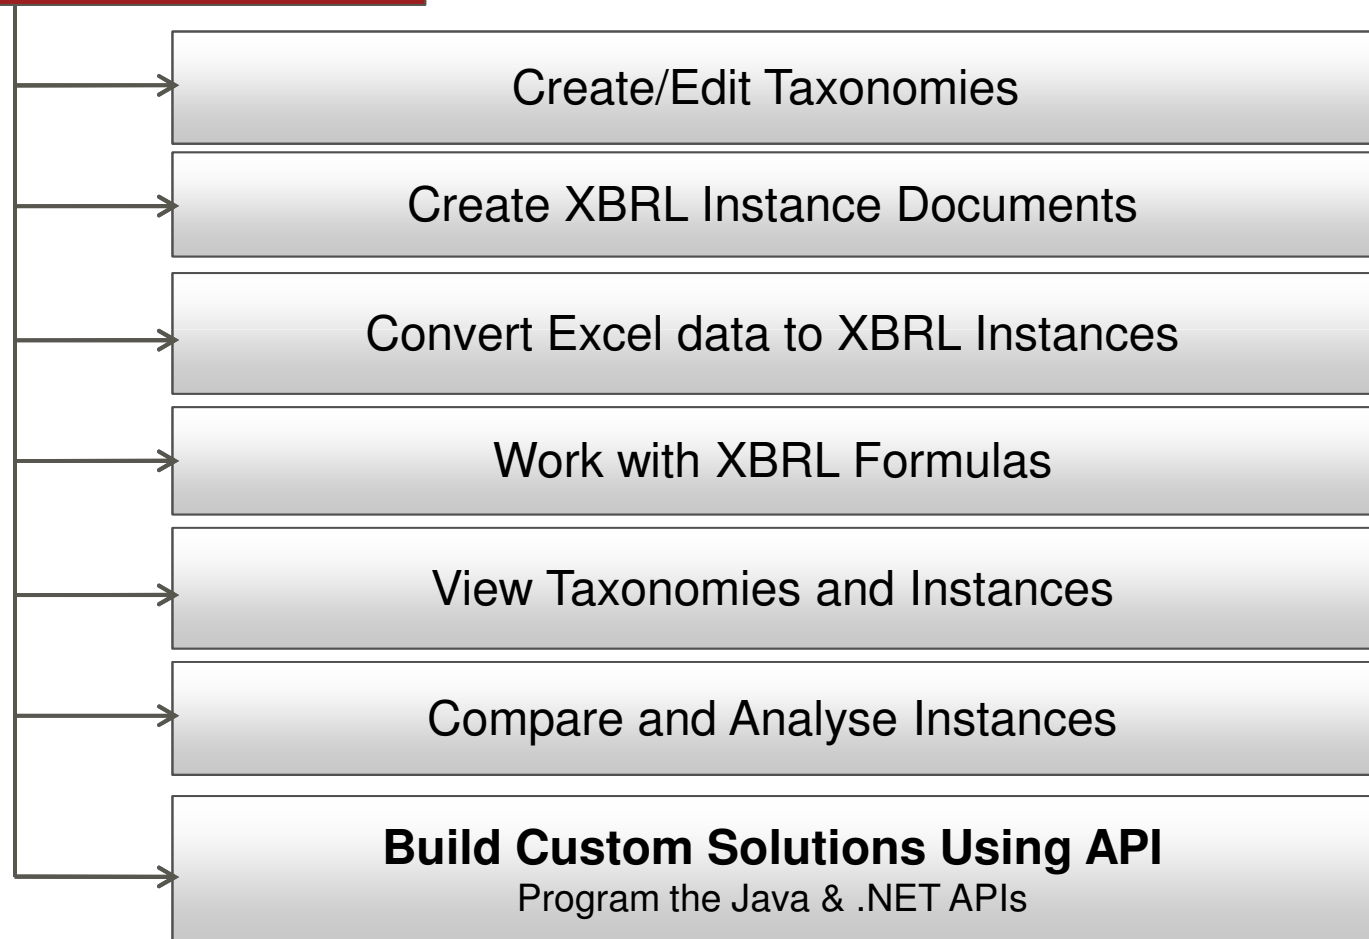 Create/Edit Taxonomies
Create XBRL Instance Documents
Convert Excel data to XBRL Instances
Work with XBRL Formulas
View Taxonomies and Instances
Compare and Analyse Instances
Build Custom Solutions Using API
Program the Java & .NET APIs